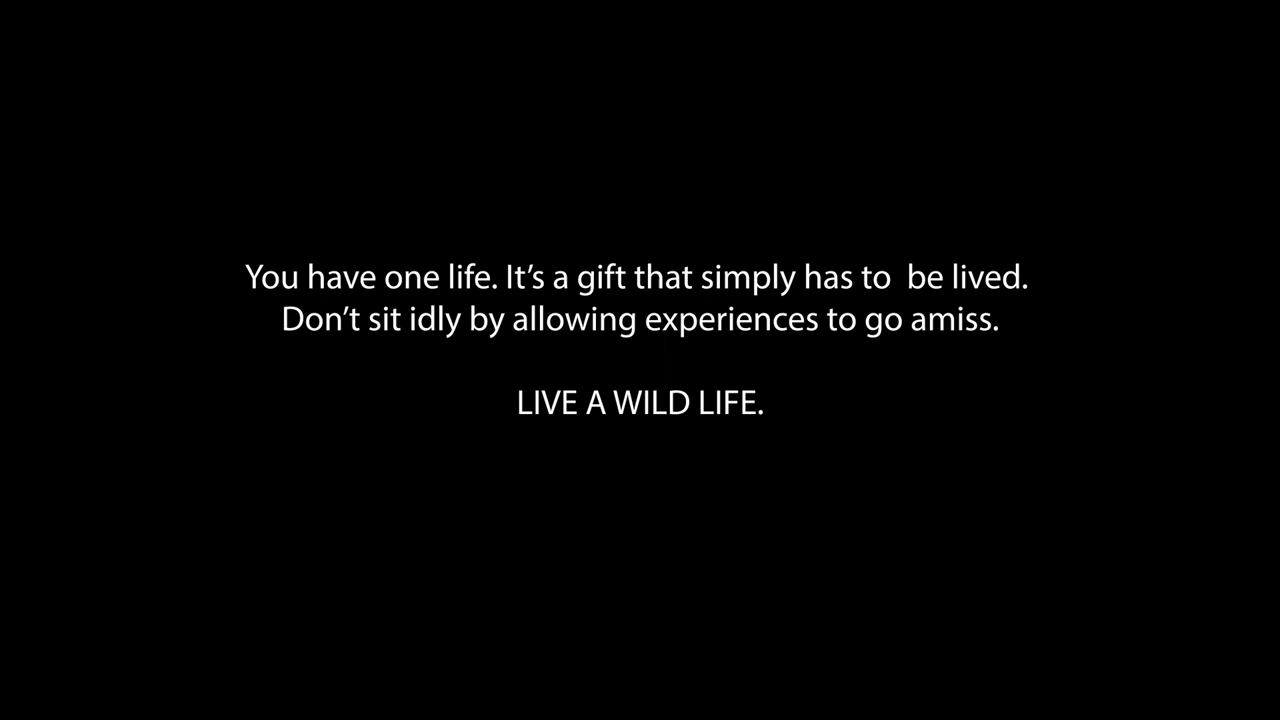 You have one life. It’s a gift that simply has to  be lived.
Don’t sit idly by allowing experiences to go amiss.
LIVE A WILD LIFE.